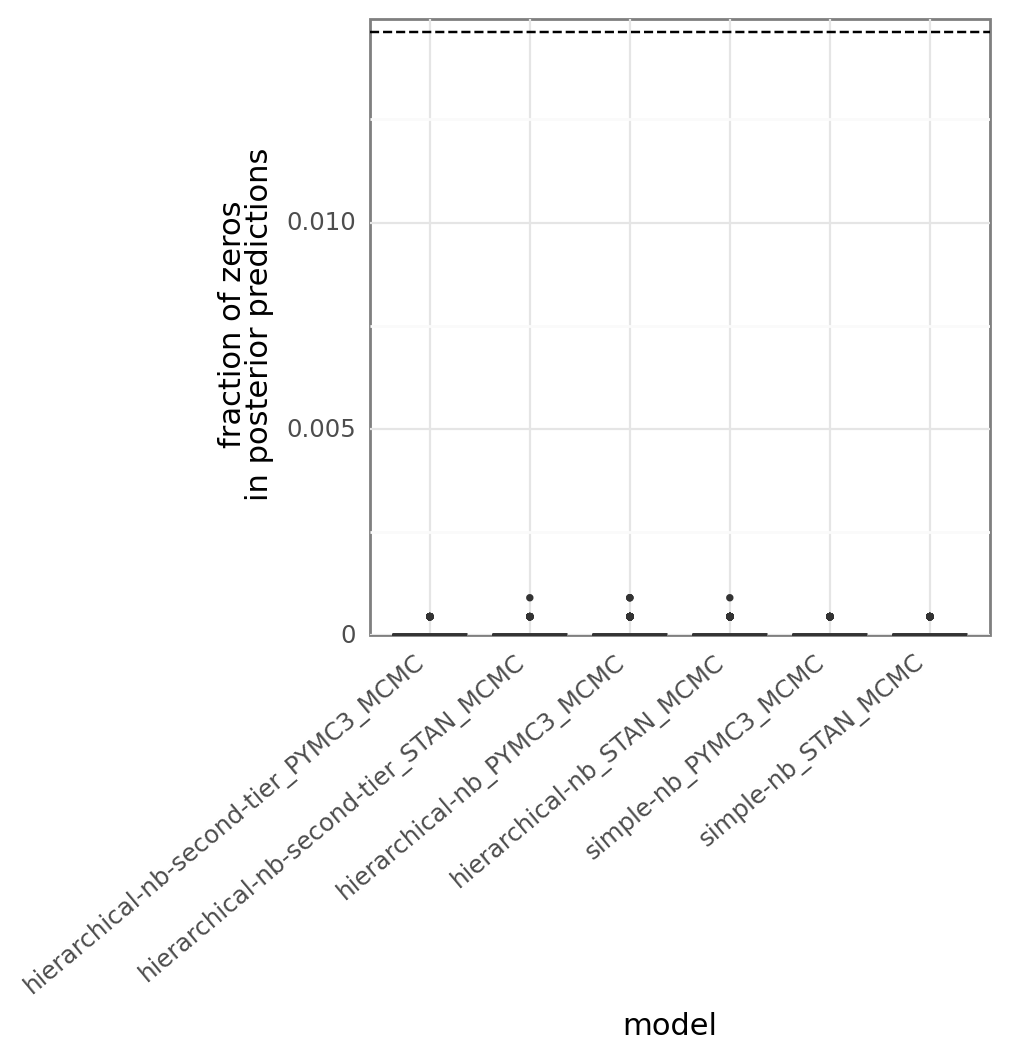 fraction of zeros
in posterior predictions
0.010
0.005
0
hierarchical-nb-second-tier_PYMC3_MCMC
hierarchical-nb-second-tier_STAN_MCMC
hierarchical-nb_PYMC3_MCMC
hierarchical-nb_STAN_MCMC
simple-nb_PYMC3_MCMC
simple-nb_STAN_MCMC
model